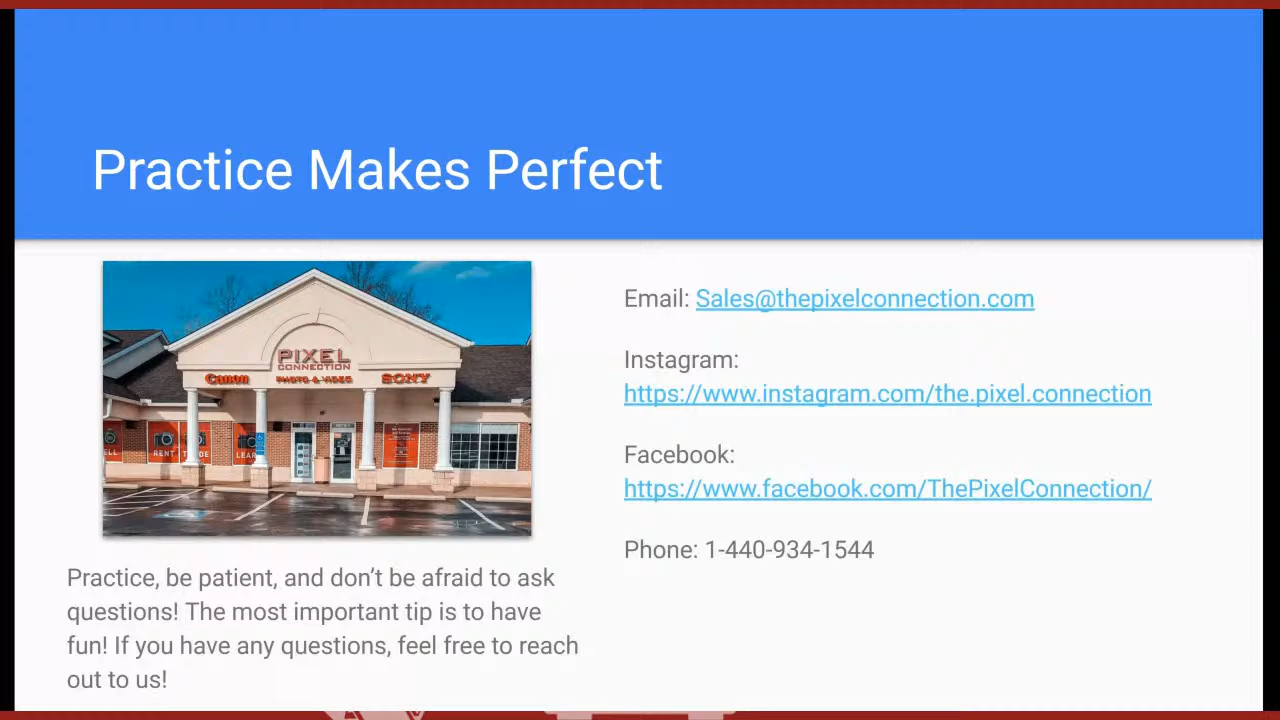 Practice Makes Perfect
PIXEL
CONNECTION
Canon
PHOTO & VIDEO
SONY
RENT
Practice, be patient, and don’t be afraid to ask
questions! The most important tip is to have
fun! If you have any questions, feel free to reach
out to us!
Email: Sales@thepixelconnection.com
Instagram:
https://www.instagram.com/the.pixel.connection
Facebook:
https://www.facebook.com/ThePixelConnection/
Phone: 1-440-934-1544